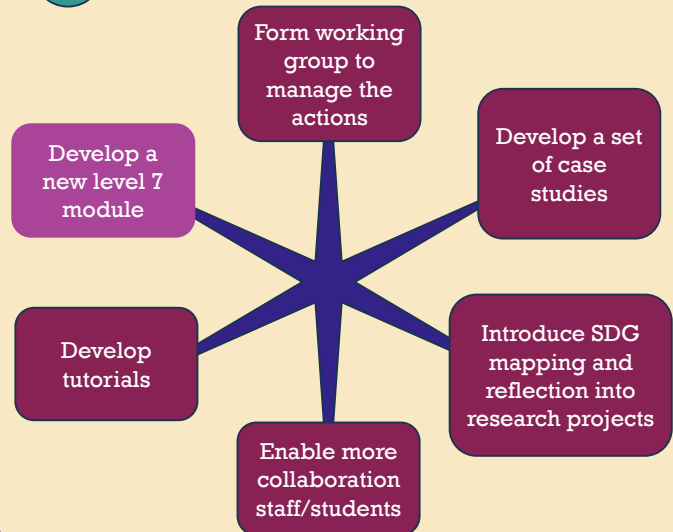 Form working
group to
manage the
actions
Develop a set
of case
studies
Introduce SDG
mapping and
reflection into
research projects
Enable more
collaboration
staff/students
Develop
tutorials
Develop a
new level 7
module